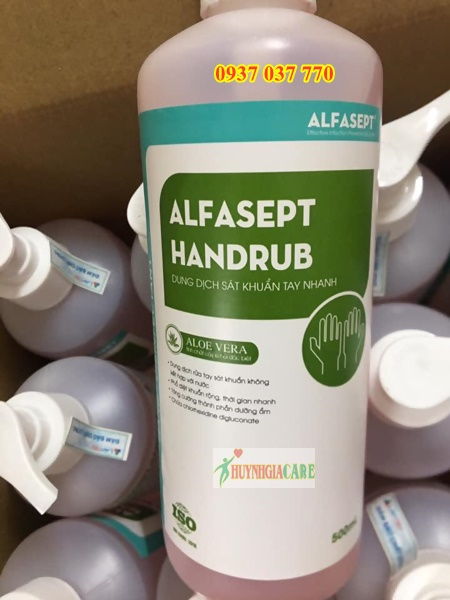 0937 037 770
ALFASEPT
ALFASEPT
HANDRUB
DUNG DỊCH SÁT KHUẨN TAY NHANH
ALOE VERA
• Dung dịch rửa tay sát khuẩn không
kết hợp với nước
• Phổ diệt khuẩn rộng, thời gian nhanh
• Tăng cường thành phần dưỡng ẩm
• Chứa chlorhexidine digluconate
HUYNHGIACARE
ISO
500ml